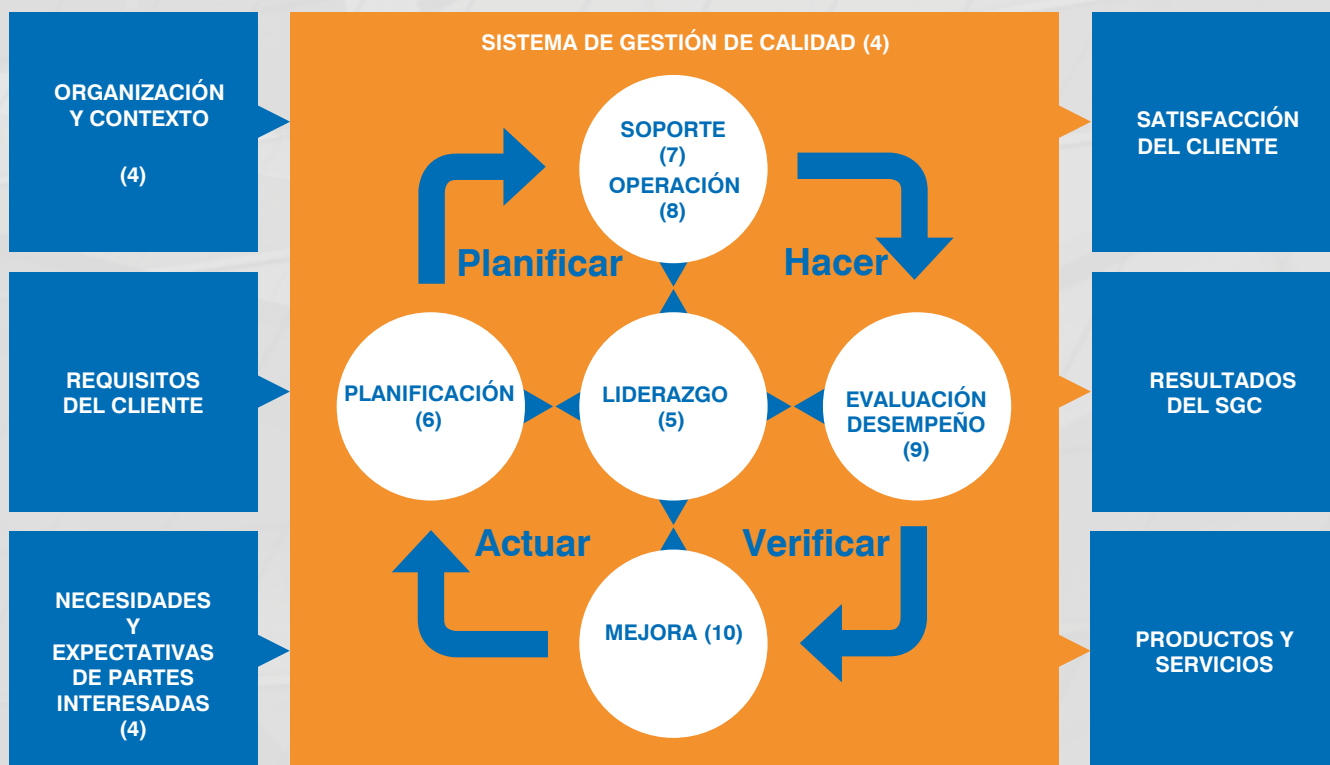 SISTEMA DE GESTIÓN DE CALIDAD (4)
ORGANIZACIÓN
Y CONTEXTO
(4)
REQUISITOS
DEL CLIENTE
NECESIDADES
Y
EXPECTATIVAS
DE PARTES
INTERESADAS
(4)
SOPORTE
(7)
OPERACIÓN
(8)
Planificar
Hacer
PLANIFICACIÓN
(6)
LIDERAZGO
(5)
EVALUACIÓN
DESEMPEÑO
(9)
Actuar
Verificar
MEJORA (10)
SATISFACCIÓN
DEL CLIENTE
RESULTADOS
DEL SGC
PRODUCTOS Y
SERVICIOS